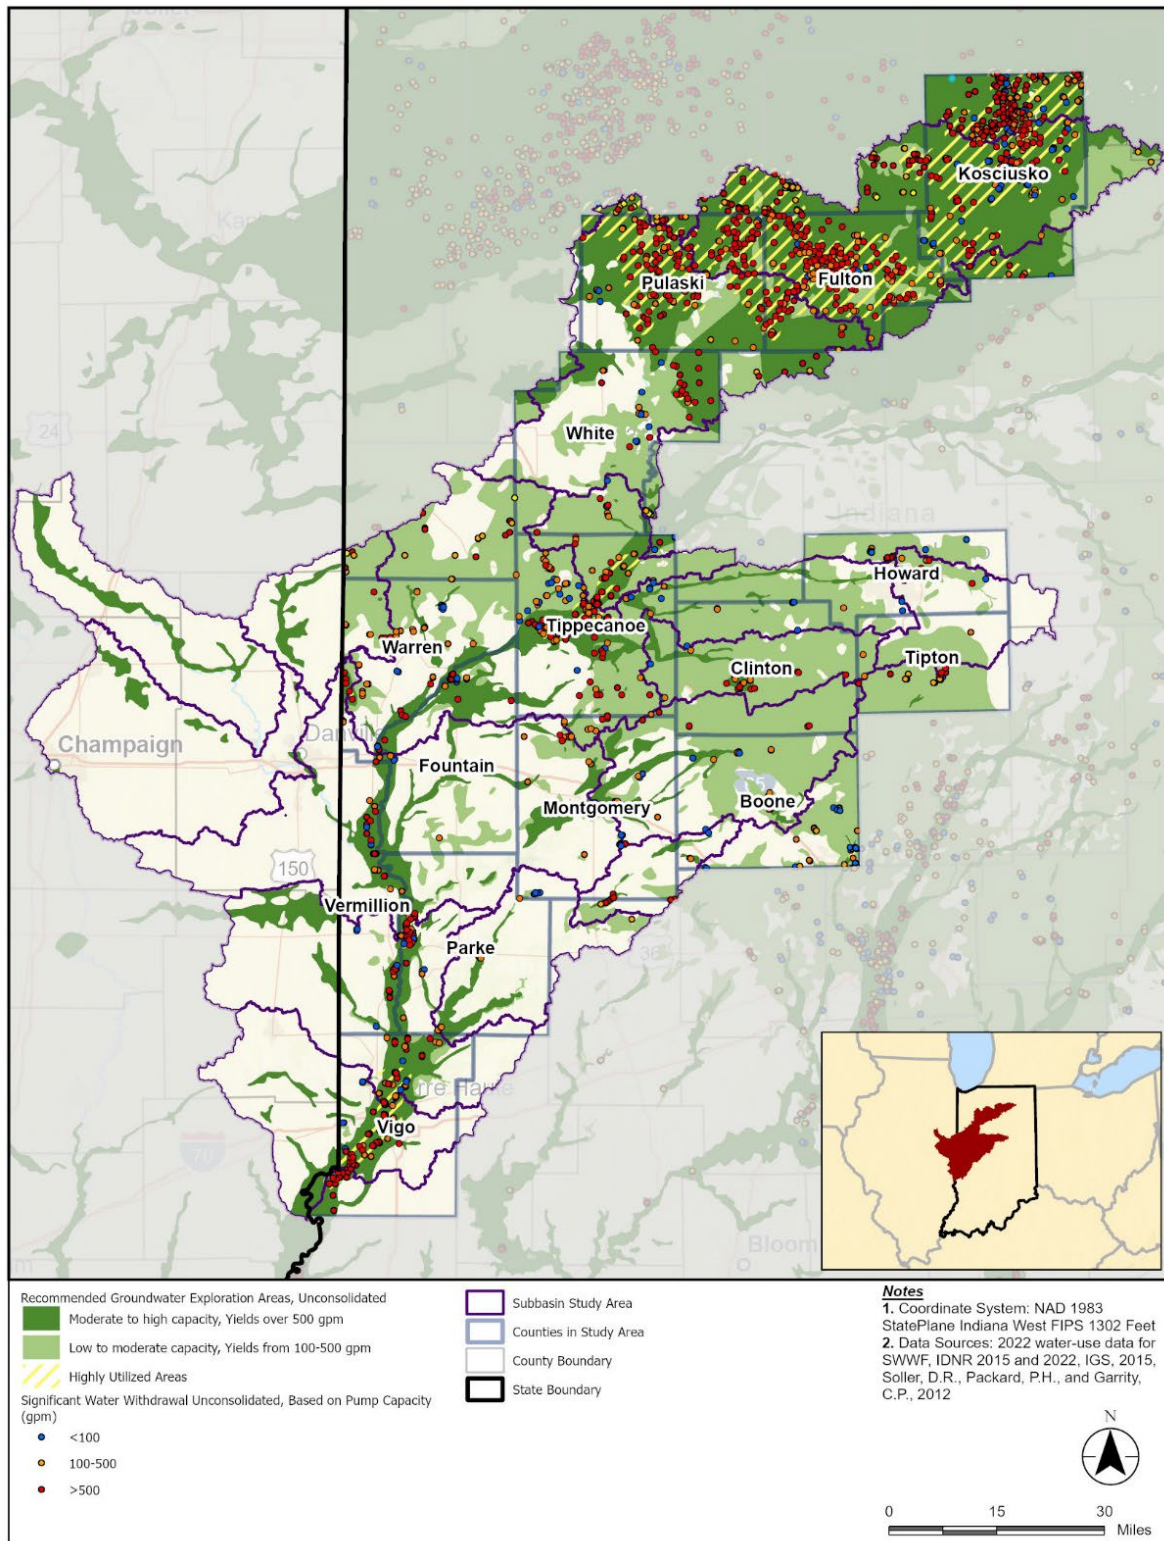 Joliet
Kosciusko
Pulaski
Fulton
24
White
Indiana
Howard
Tippecanoe
Warren
Clinton
Tipton
Champaign
Danville
Fountain
Montgomery
Boone
150
Vermillion
Parke
36
Vigo
70
Bloom
Recommended Groundwater Exploration Areas, Unconsolidated
Moderate to high capacity, Yields over 500 gpm
Low to moderate capacity, Yields from 100-500 gpm
Highly Utilized Areas
Significant Water Withdrawal Unconsolidated, Based on Pump Capacity
(gpm)
<100
100-500
>500
Subbasin Study Area
Counties in Study Area
County Boundary
State Boundary
Notes
1. Coordinate System: NAD 1983
StatePlane Indiana West FIPS 1302 Feet
2. Data Sources: 2022 water-use data for
SWWF, IDNR 2015 and 2022, IGS, 2015,
Soller, D.R., Packard, P.H., and Garrity,
C.P., 2012
N
0 15 30
Miles